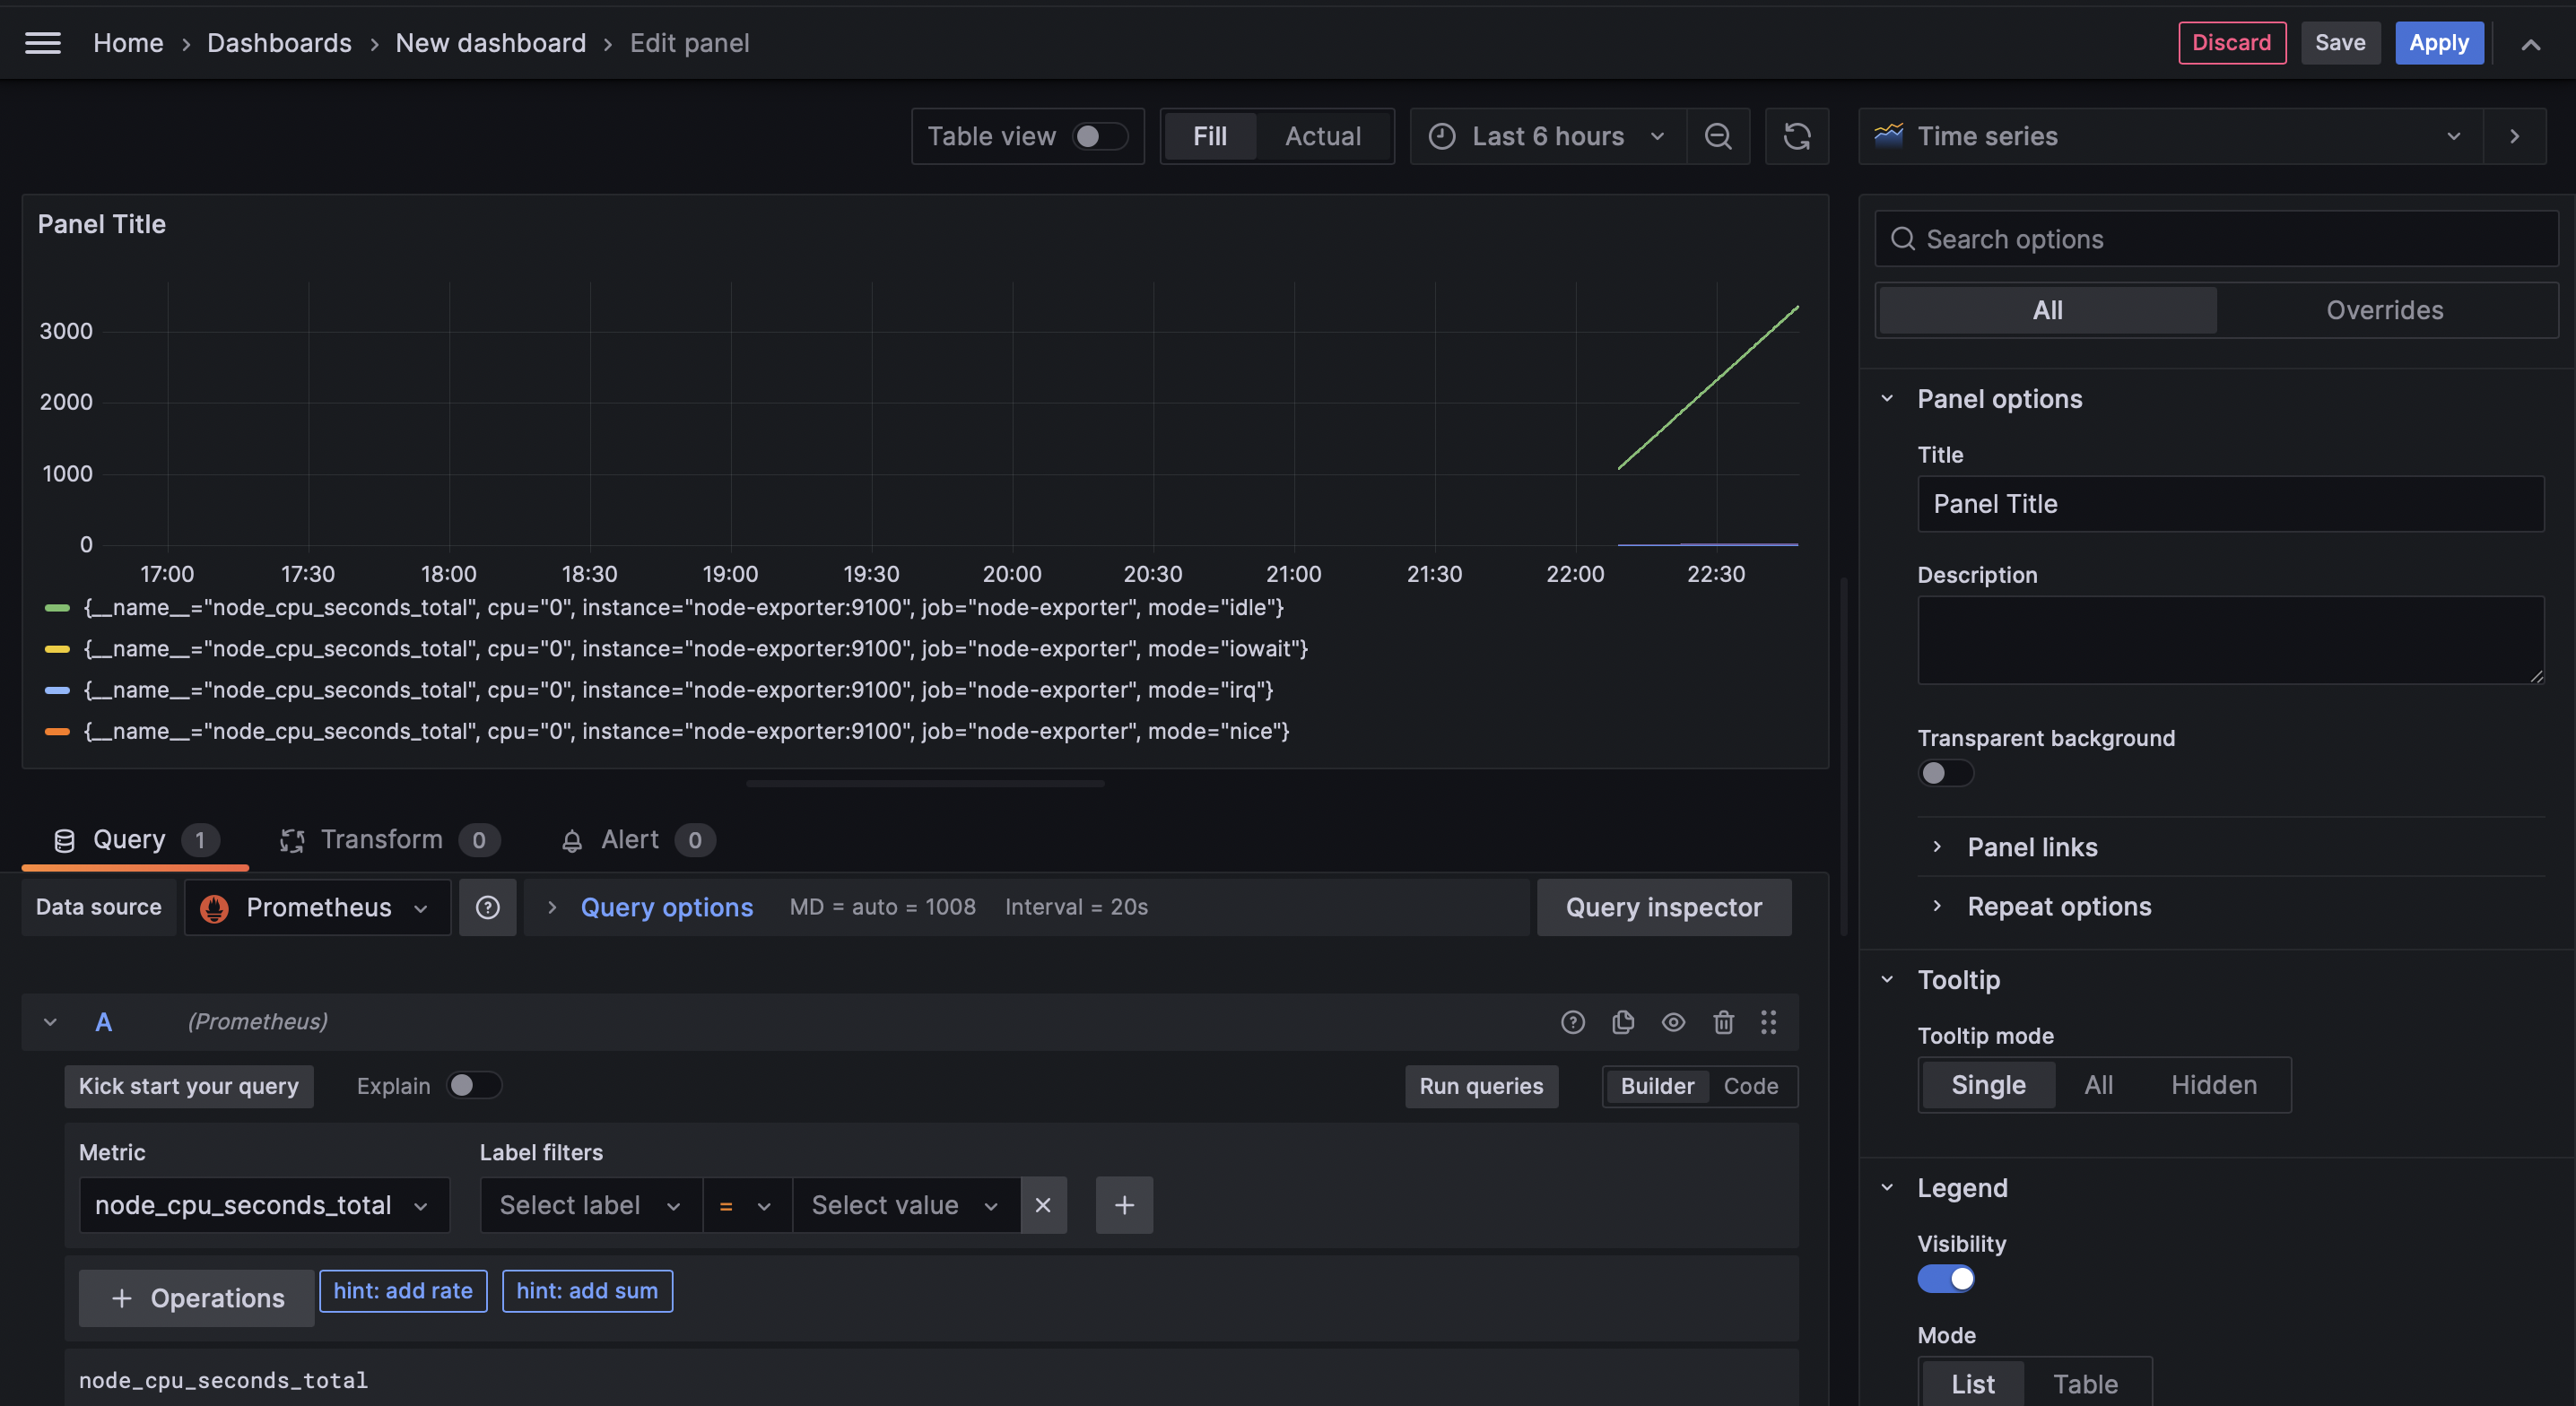 Home › Dashboards › New dashboard › Edit panel
Discard Save Apply
Table view Fill Actual Last 6 hours
Time series
Panel Title
3000
2000
1000
0
17:00 17:30 18:00 18:30 19:00 19:30 20:00 20:30 21:00 21:30 22:00 22:30
{__name__="node_cpu_seconds_total", cpu="0", instance="node-exporter:9100", job="node-exporter", mode="idle"}
{__name__="node_cpu_seconds_total", cpu="0", instance="node-exporter:9100", job="node-exporter", mode="iowait"}
{__name__="node_cpu_seconds_total", cpu="0", instance="node-exporter:9100", job="node-exporter", mode="irq"}
{__name__="node_cpu_seconds_total", cpu="0", instance="node-exporter:9100", job="node-exporter", mode="nice"}
Query 1 Transform 0 Alert 0
Data source Prometheus Query options MD = auto = 1008 Interval = 20s Query inspector
A (Prometheus)
Kick start your query Explain Run queries Builder Code
Metric Label filters
node_cpu_seconds_total Select label = Select value
+ Operations hint: add rate hint: add sum
node_cpu_seconds_total
Search options
All Overrides
Panel options
Title
Panel Title
Description
Transparent background
Panel links
Repeat options
Tooltip
Tooltip mode
Single All Hidden
Legend
Visibility
Mode
List Table